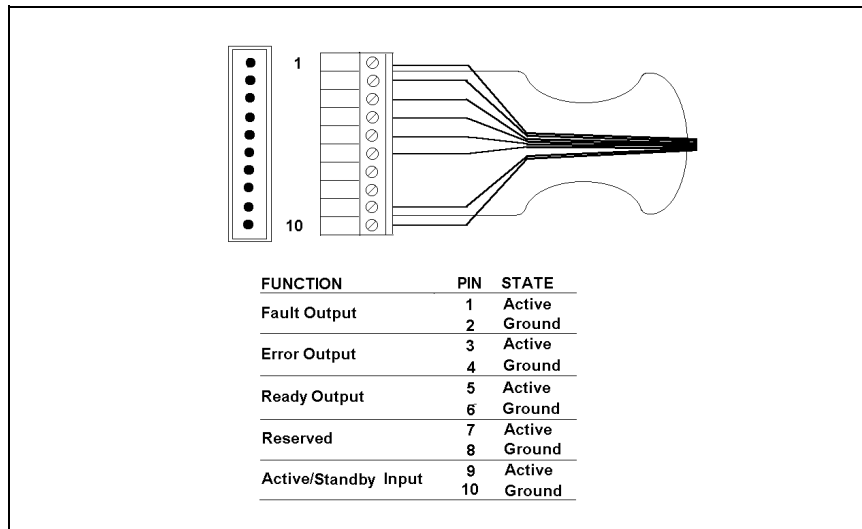 1
10
FUNCTION PIN STATE
Fault Output 1 Active
2 Ground
Error Output 3 Active
4 Ground
Ready Output 5 Active
6 Ground
Reserved 7 Active
8 Ground
Active/Standby Input 9 Active
10 Ground